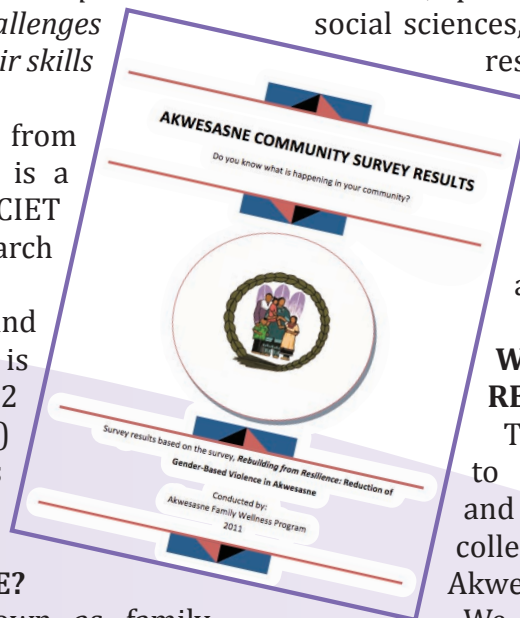 allenges
ir skills
from
is a
CIET
arch
nd
is
2
)
E?
own as family
social sciences,
res
a
W
RE
T
to
and
colle
Akwe
We
AKWESASNE COMMUNITY SURVEY RESULTS
Do you know what is happening in your community?
Survey results based on the survey, Rebuilding from Resilience: Reduction of
Gender-Based Violence in Akwesasne
Conducted by:
Akwesasne Family Wellness Program
2011